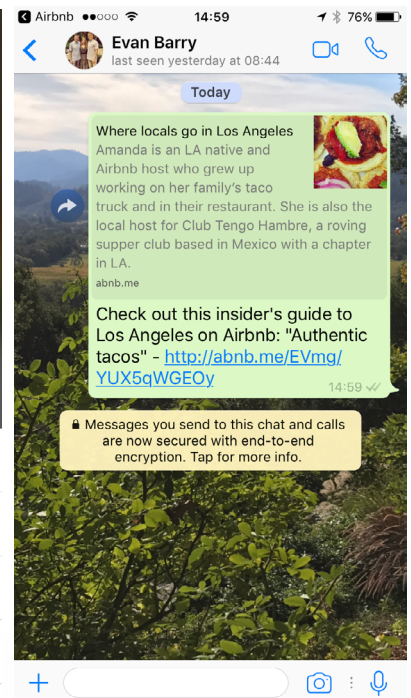 Airbnb 14:59 76%
Evan Barry
last seen yesterday at 08:44
Today
Where locals go in Los Angeles
Amanda is an LA native and
Airbnb host who grew up
working on her family's taco
truck and in their restaurant. She is also the
local host for Club Tengo Hambre, a roving
supper club based in Mexico with a chapter
in LA.
abnb.me
Check out this insider's guide to
Los Angeles on Airbnb: "Authentic
tacos" - http://abnb.me/EVmg/
YUX5qWGEOy
14:59
Messages you send to this chat and calls
are now secured with end-to-end
encryption. Tap for more info.